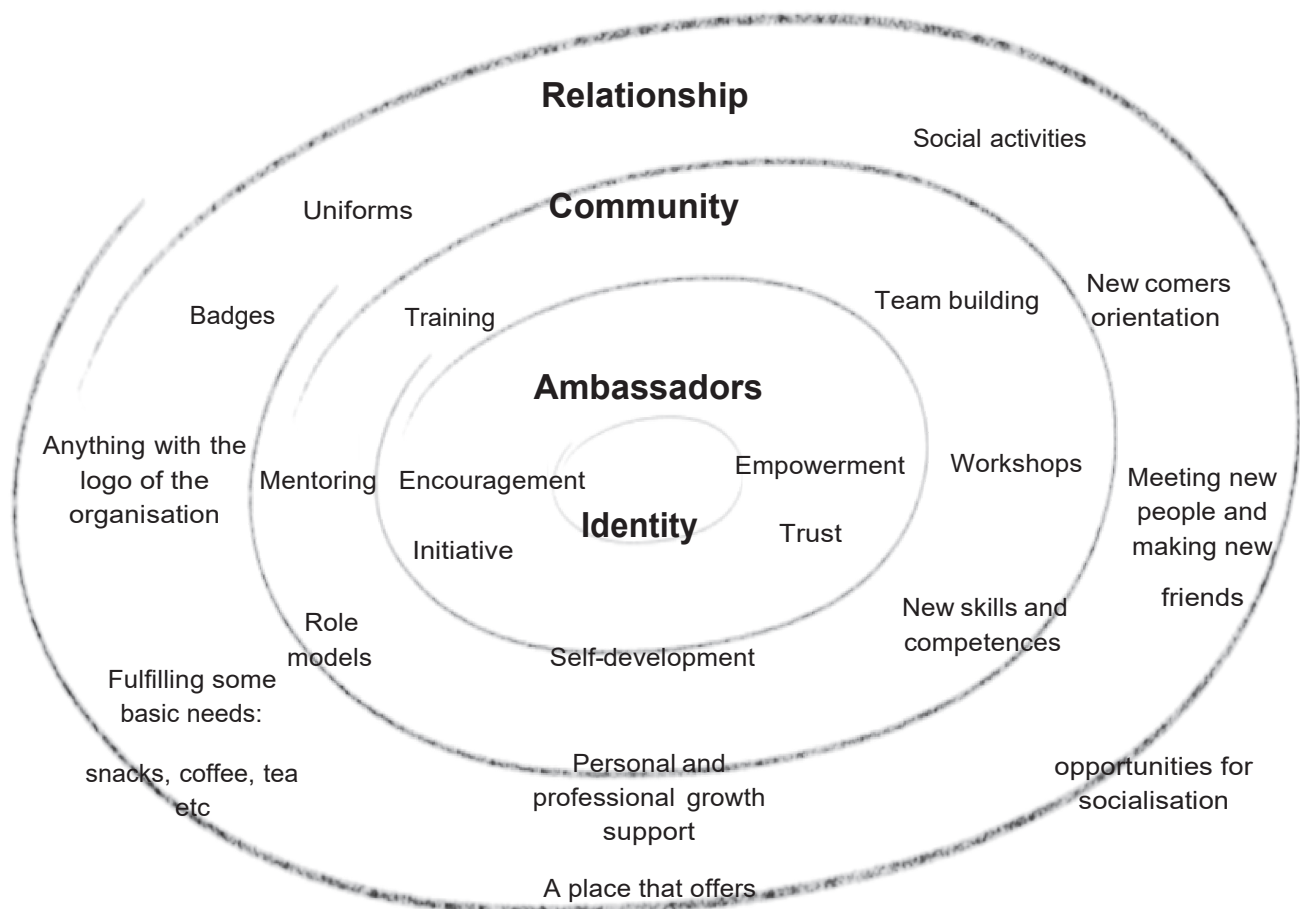 Relationship
Social activities
Uniforms
Community
New comers
orientation
Badges
Training
Team building
Ambassadors
Anything with the
logo of the
organisation
Mentoring
Encouragement
Empowerment
Workshops
Meeting new
people and
making new
friends
Identity
Initiative
Trust
Role
models
New skills and
competences
Self-development
Fulfilling some
basic needs:
snacks, coffee, tea
etc
Personal and
professional growth
support
opportunities for
socialisation
A place that offers